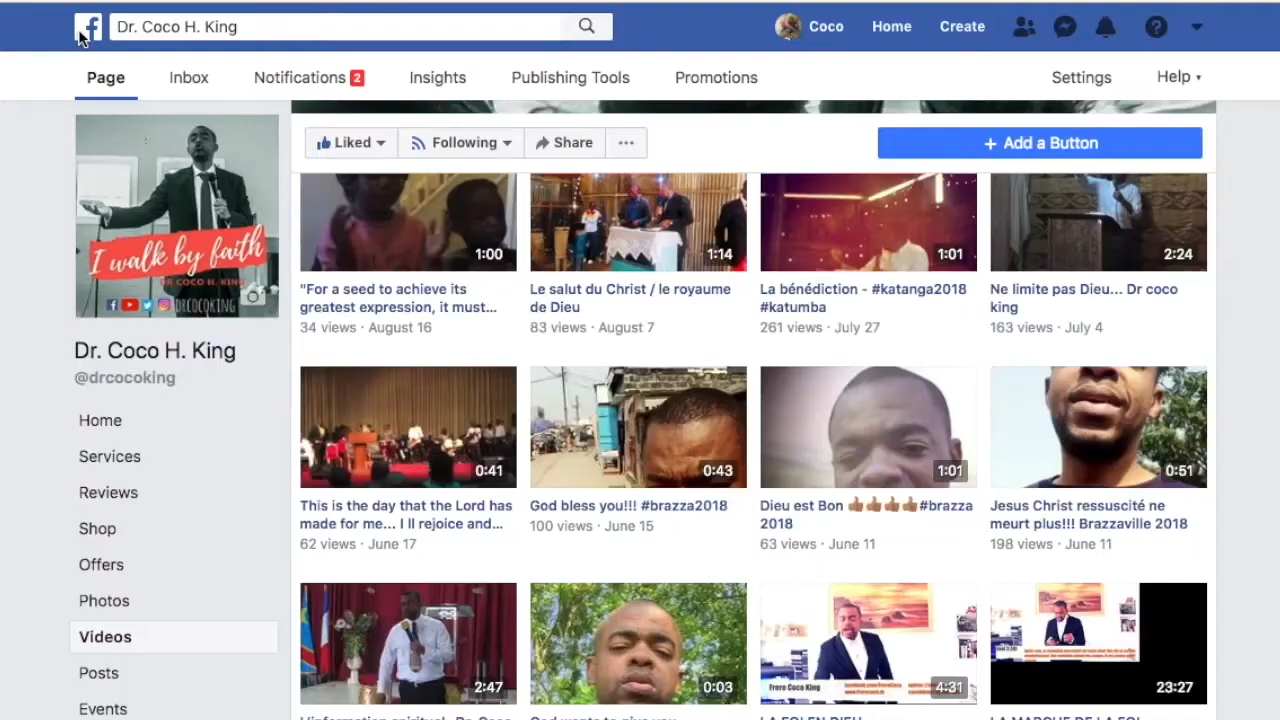 Dr. Coco H. King
Coco
Home
Create
Page
Inbox
Notifications 2
Insights
Publishing Tools
Promotions
Settings
Help
Liked
Following
Share
+ Add a Button
I walk by faith
DR COCO H. KING
DRCOCOKING
Dr. Coco H. King
@drcocoking
Home
Services
Reviews
Shop
Offers
Photos
Videos
Posts
Events
1:00
1:14
1:01
2:24
"For a seed to achieve its
greatest expression, it must...
34 views · August 16
Le salut du Christ / le royaume
de Dieu
83 views · August 7
La bénédiction - #katanga2018
#katumba
261 views · July 27
Ne limite pas Dieu... Dr coco
king
163 views · July 4
0:41
0:43
1:01
0:51
This is the day that the Lord has
made for me... I ll rejoice and...
62 views · June 17
God bless you!!! #brazza2018
100 views · June 15
Dieu est Bon 👍🏾👍🏾👍🏾👍🏾#brazza
2018
63 views · June 11
Jesus Christ ressuscité ne
meurt plus!!! Brazzaville 2018
198 views · June 11
2:47
0:03
Frere Coco King
4:31
23:27